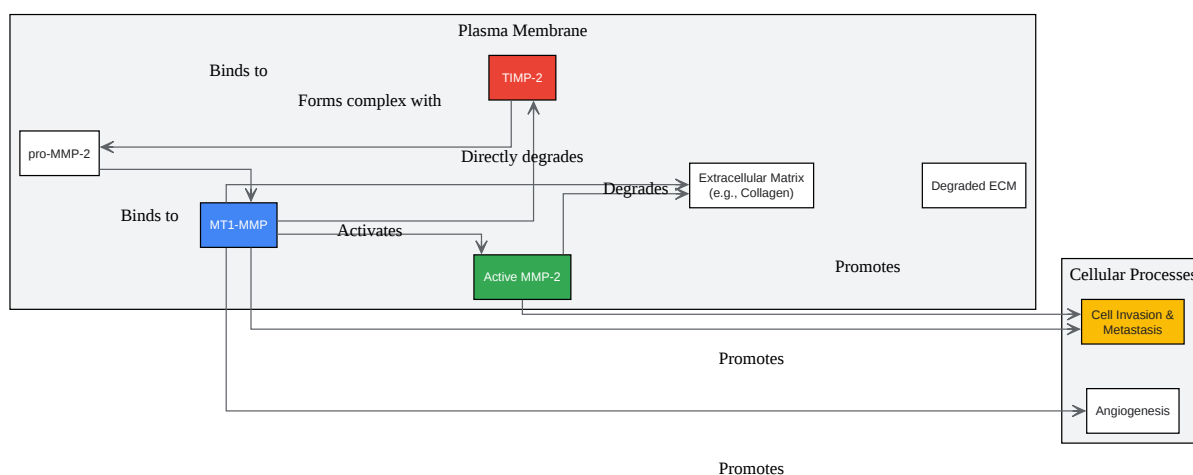 Plasma Membrane
Binds to
TIMP-2
Forms complex with
pro-MMP-2
Directly degrades
Extracellular Matrix
(e.g., Collagen)
Degrades
Degraded ECM
Binds to
MT1-MMP
Activates
Active MMP-2
Promotes
Cellular Processes
Cell Invasion &
Metastasis
Promotes
Angiogenesis
Promotes